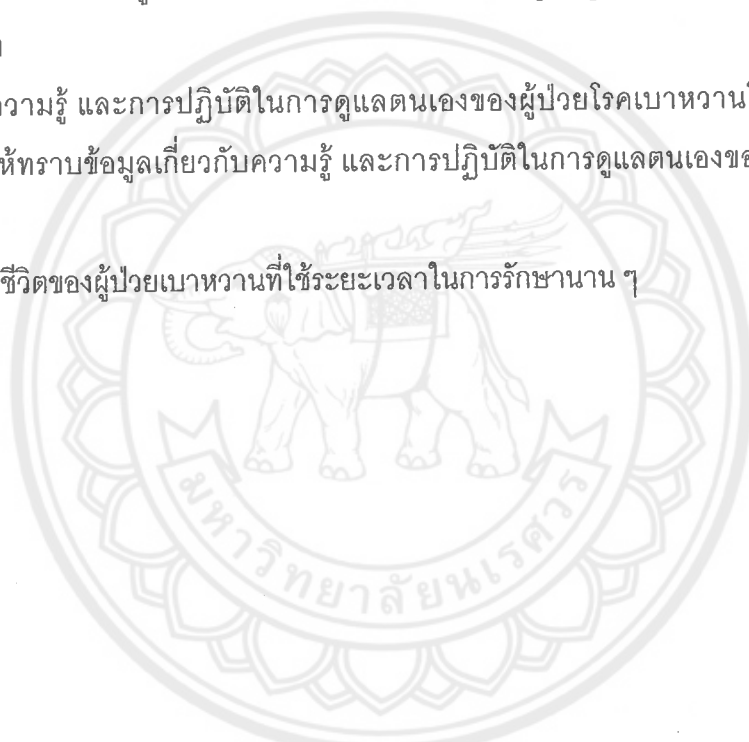 ความรู้ และการปฏิบัติในการดูแลตนเองของผู้ป่วยโรคเบาหวาน
ให้ทราบข้อมูลเกี่ยวกับความรู้ และการปฏิบัติในการดูแลตนเองของ
ชีวิตของผู้ป่วยเบาหวานที่ใช้ระยะเวลาในการรักษานาน ๆ
มหาวิทยาลัยนเรศวร